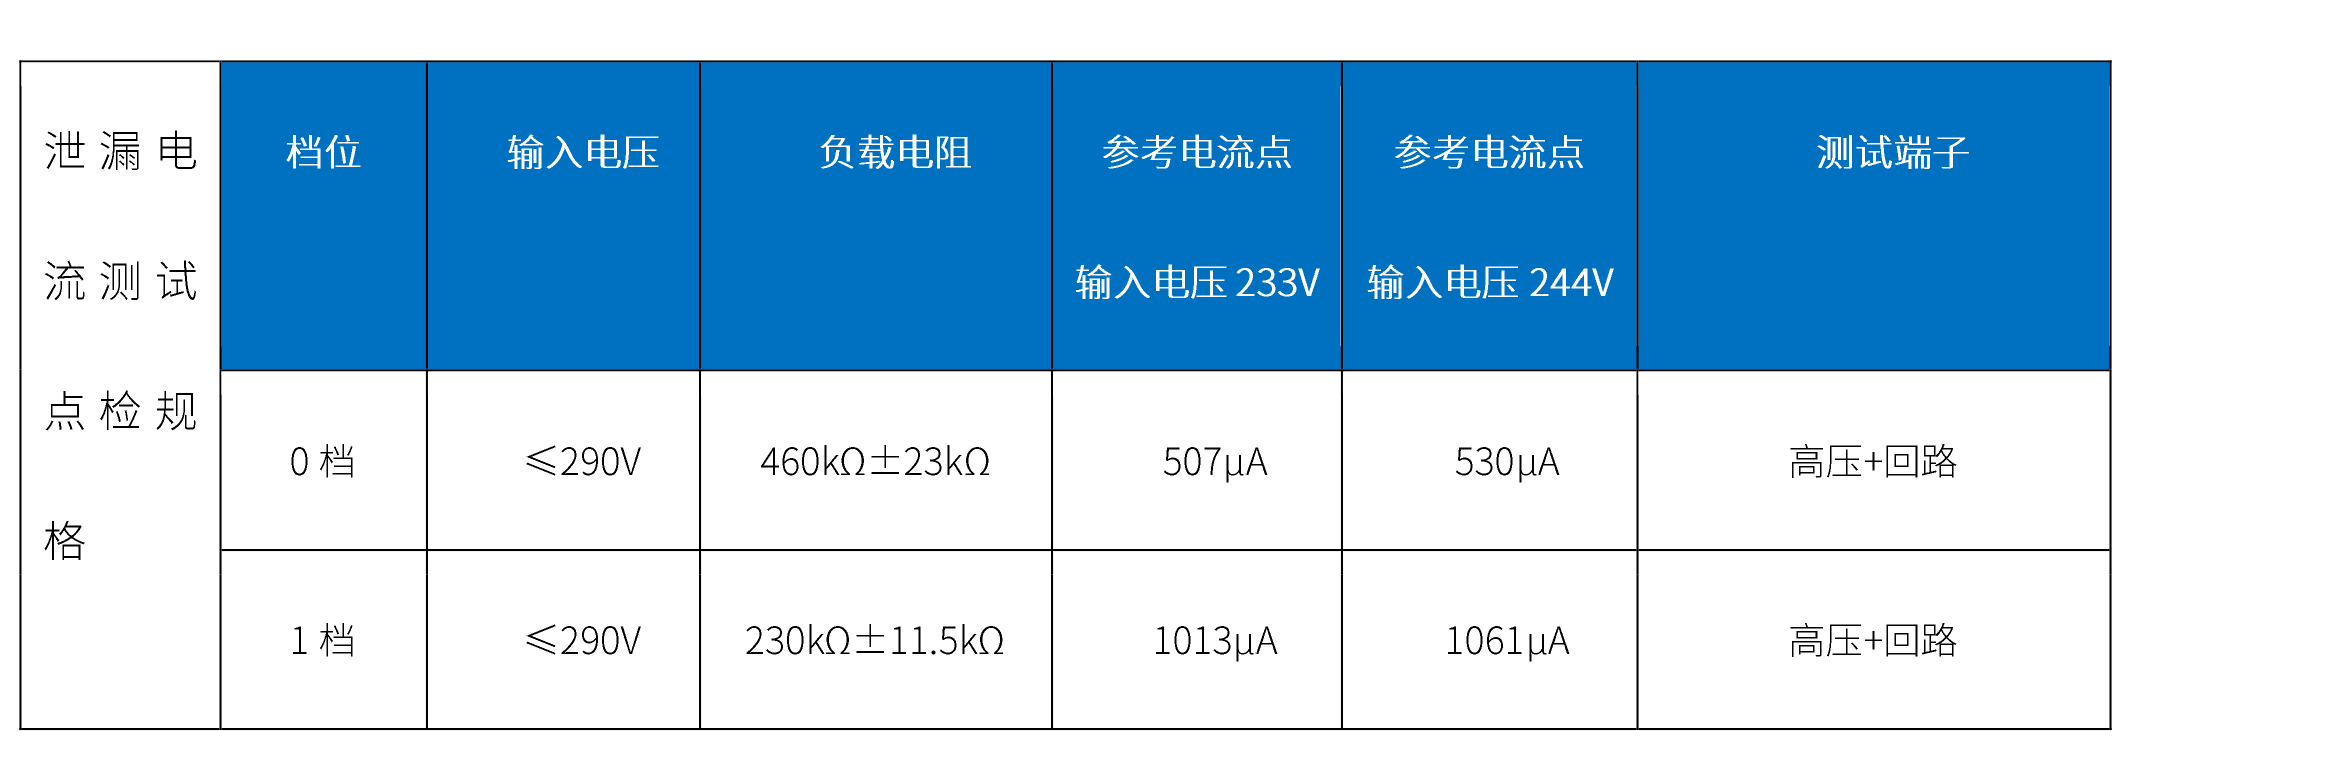 泄漏电
流测试
点检规
格
档位
输入电压
负载电阻
参考电流点
输入电压 233V
参考电流点
输入电压 244V
测试端子
0 档
≤290V
460kΩ±23kΩ
507μA
530μA
高压+回路
1 档
≤290V
230kΩ±11.5kΩ
1013μA
1061μA
高压+回路